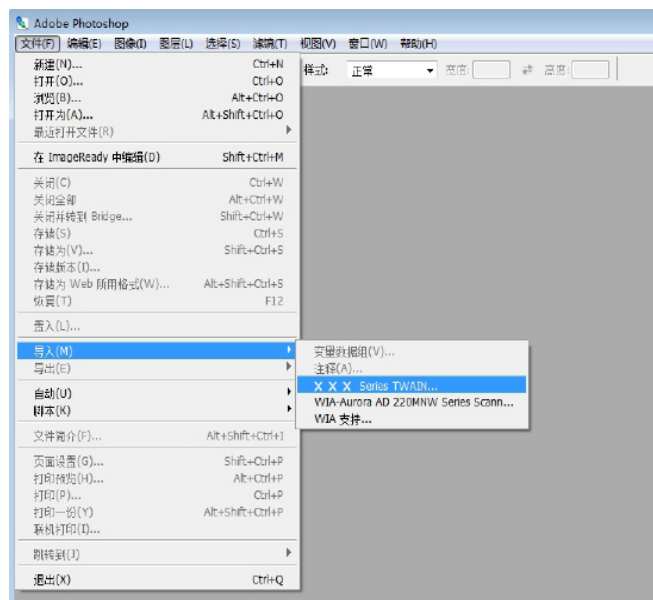 Adobe Photoshop
文件(F) 编辑(E) 图像(I) 图层(L) 选择(S) 滤镜(T) 视图(V) 窗口(W) 帮助(H)
样式: 正常 宽度: 高度:
新建(N)... Ctrl+N
打开(O)... Ctrl+O
浏览(B)... Alt+Ctrl+O
打开为(A)... Alt+Shift+Ctrl+O
最近打开文件(R)
在 ImageReady 中编辑(D) Shift+Ctrl+M
关闭(C) Ctrl+W
关闭全部 Alt+Ctrl+W
关闭并转到 Bridge... Shift+Ctrl+W
存储(S) Ctrl+S
存储为(V)... Shift+Ctrl+S
存储版本(I)...
存储为 Web 所用格式(W)... Alt+Shift+Ctrl+S
恢复(T) F12
置入(L)...
导入(M)
导出(E)
变量数据组(V)...
注释(A)...
X X X Series TWAIN...
WIA-Aurora AD 220MNW Series Scann...
WIA 支持...
自动(U)
脚本(K)
文件简介(F)... Alt+Shift+Ctrl+I
页面设置(G)... Shift+Ctrl+P
打印预览(H)... Alt+Ctrl+P
打印(P)... Ctrl+P
打印一份(Y) Alt+Shift+Ctrl+P
联机打印(I)...
跳转到(J)
退出(X) Ctrl+Q